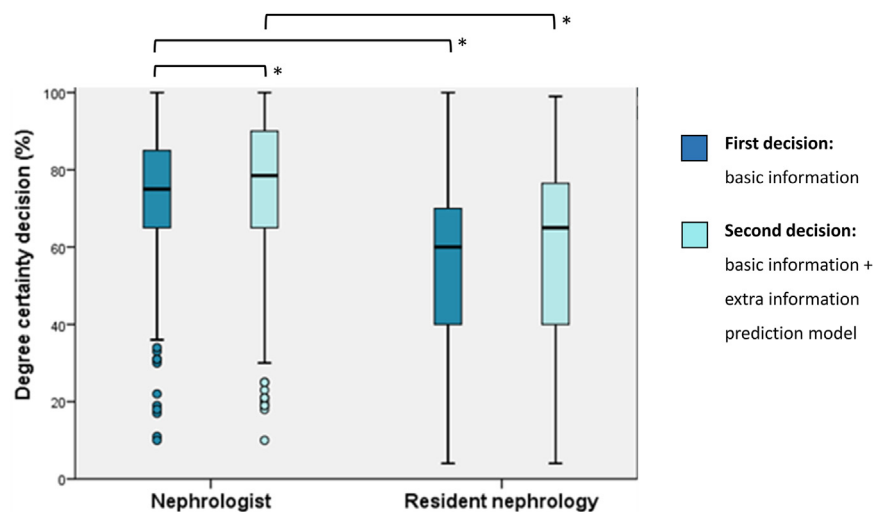 *
*
*
Degree certainty decision (%)
100
80
60
40
20
0
Nephrologist
Resident nephrology
First decision:
basic information
Second decision:
basic information +
extra information
prediction model